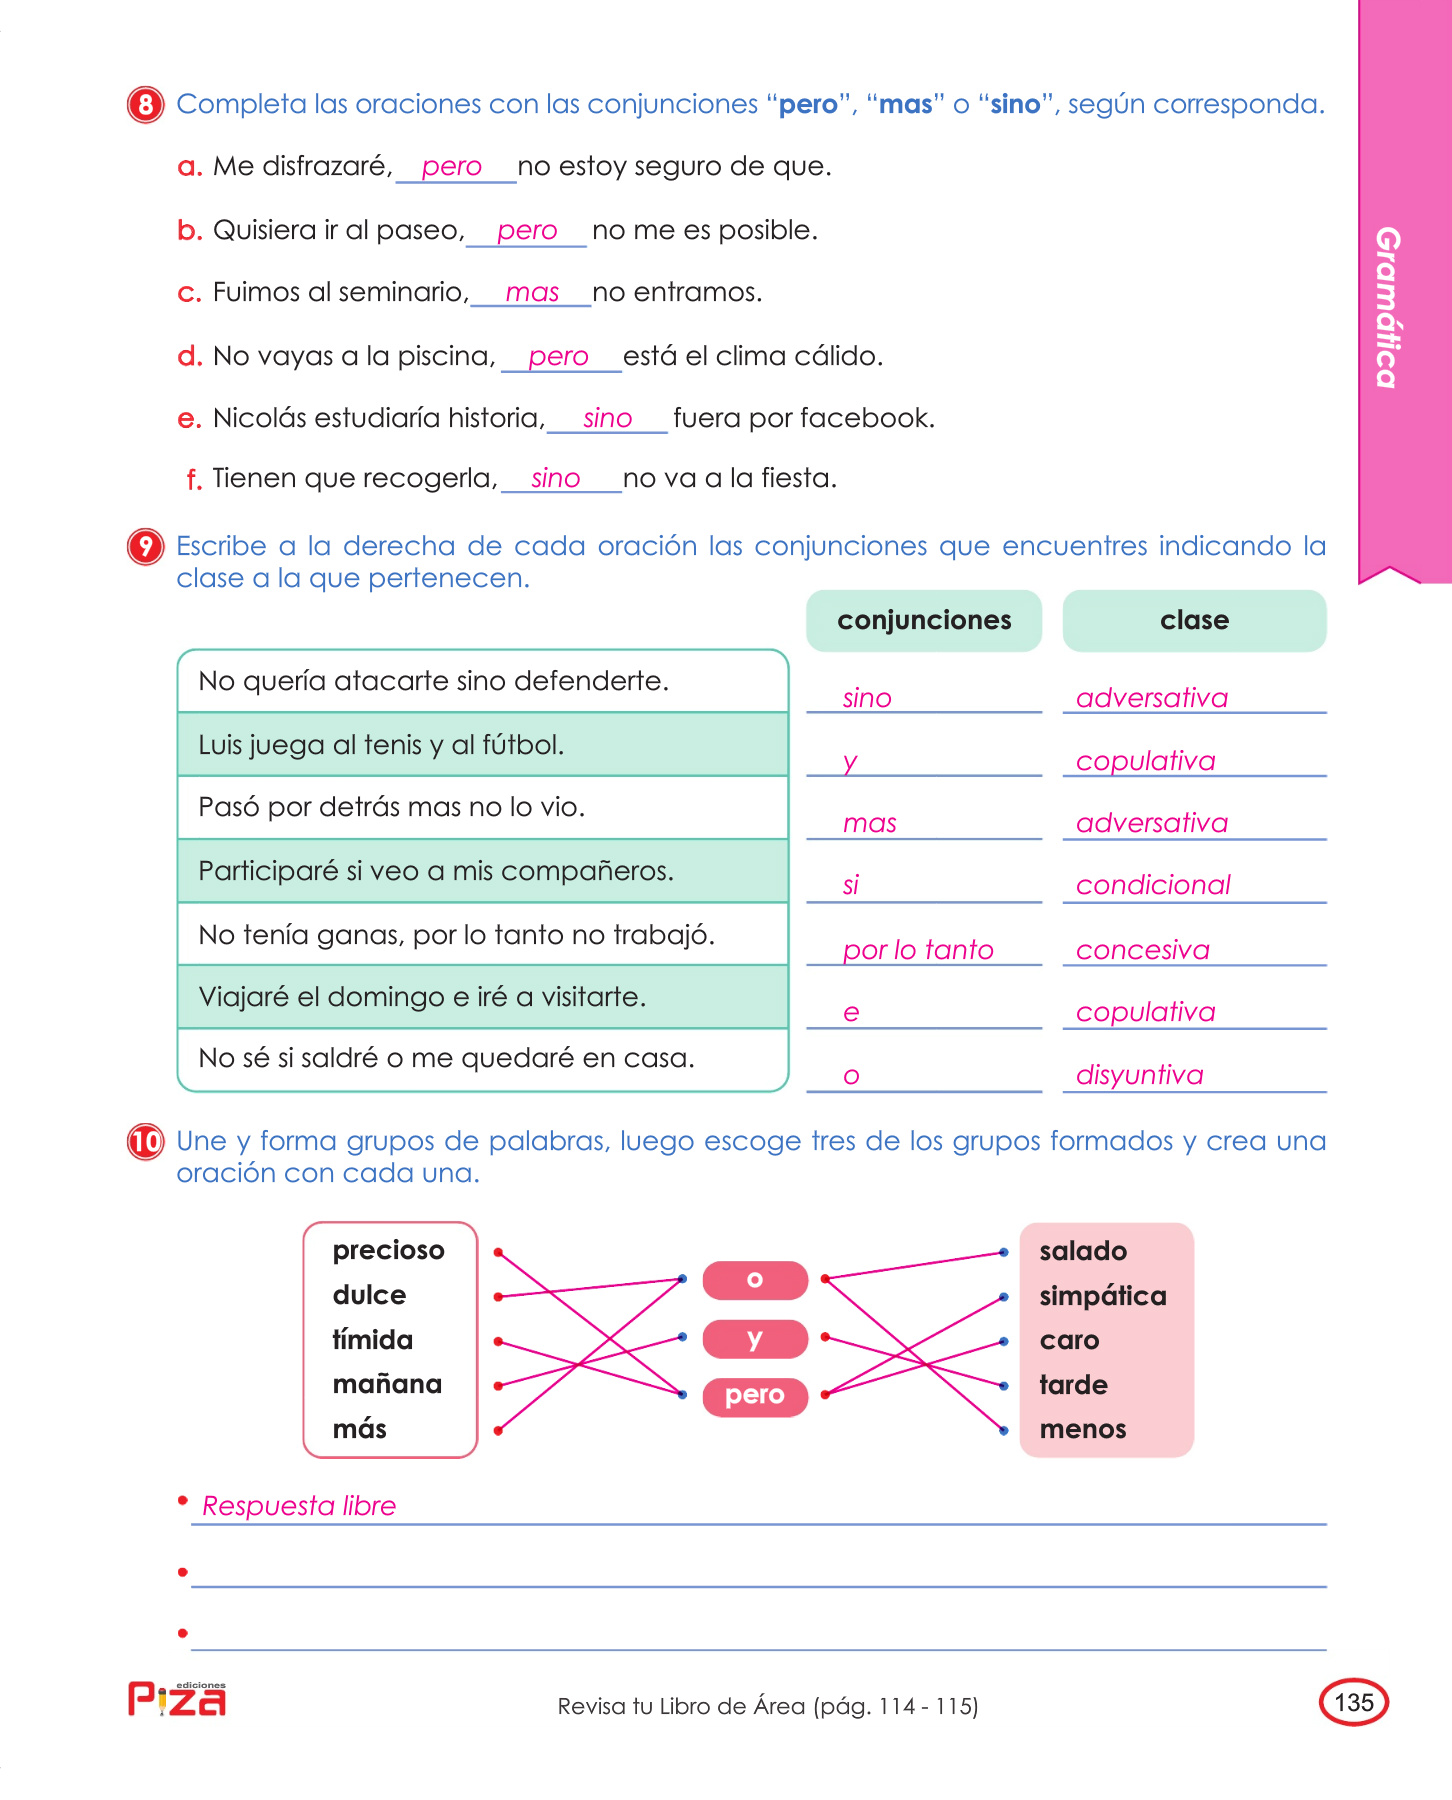 8 Completa las oraciones con las conjunciones “pero”, “mas” o “sino”, según corresponda.
a. Me disfrazaré, pero no estoy seguro de que.
b. Quisiera ir al paseo, pero no me es posible.
c. Fuimos al seminario, mas no entramos.
d. No vayas a la piscina, pero está el clima cálido.
e. Nicolás estudiaría historia, sino fuera por facebook.
f. Tienen que recogerla, sino no va a la fiesta.
Gramática
9 Escribe a la derecha de cada oración las conjunciones que encuentres indicando la
clase a la que pertenecen.
conjunciones clase
No quería atacarte sino defenderte. sino adversativa
Luis juega al tenis y al fútbol. y copulativa
Pasó por detrás mas no lo vio. mas adversativa
Participaré si veo a mis compañeros. si condicional
No tenía ganas, por lo tanto no trabajó. por lo tanto concesiva
Viajaré el domingo e iré a visitarte. e copulativa
No sé si saldré o me quedaré en casa. o disyuntiva
10 Une y forma grupos de palabras, luego escoge tres de los grupos formados y crea una
oración con cada una.
precioso
dulce
tímida
mañana
más
o
y
pero
salado
simpática
caro
tarde
menos
Respuesta libre
ediciones
Piza
Revisa tu Libro de Área (pág. 114 - 115)
135